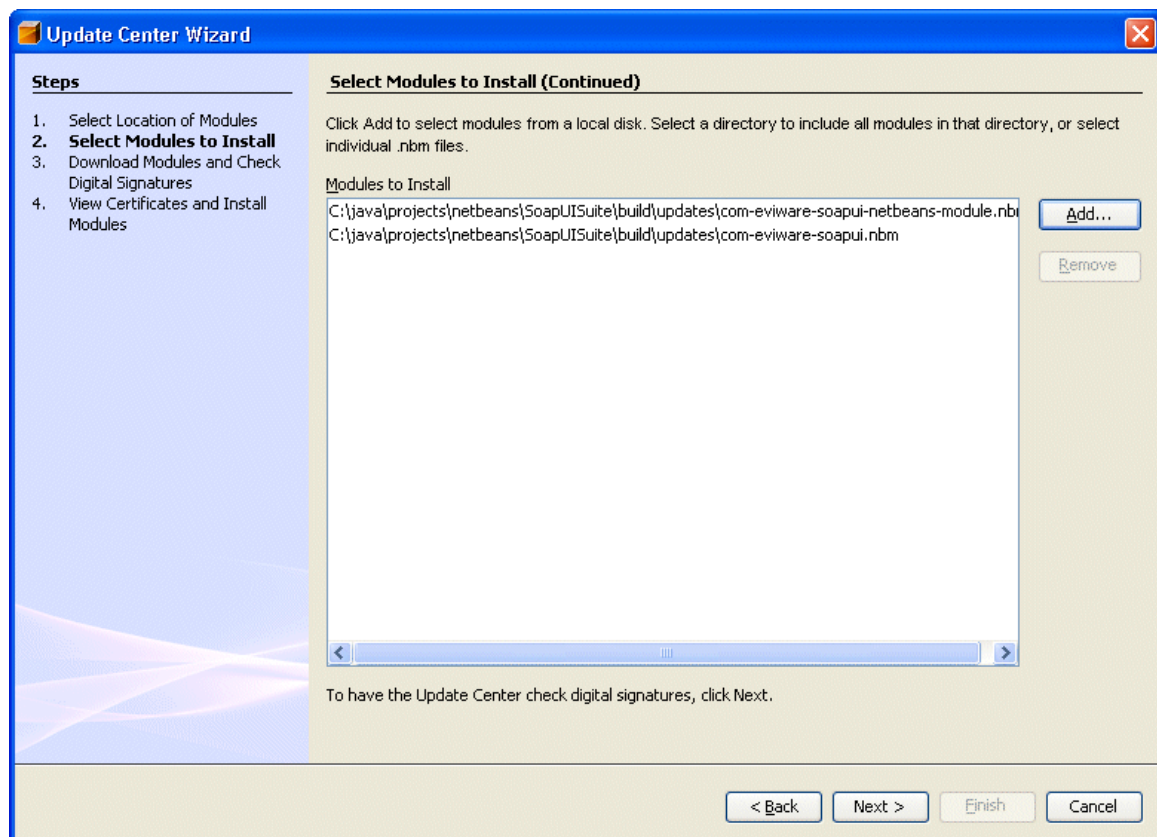 Update Center Wizard
Steps
1. Select Location of Modules
2. Select Modules to Install
3. Download Modules and Check
Digital Signatures
4. View Certificates and Install
Modules
Select Modules to Install (Continued)
Click Add to select modules from a local disk. Select a directory to include all modules in that directory, or select
individual .nbm files.
Modules to Install
C:\java\projects\netbeans\SoapUISuite\build\updates\com-eviware-soapui-netbeans-module.nb
C:\java\projects\netbeans\SoapUISuite\build\updates\com-eviware-soapui.nbm
Add...
Remove
To have the Update Center check digital signatures, click Next.
< Back
Next >
Finish
Cancel